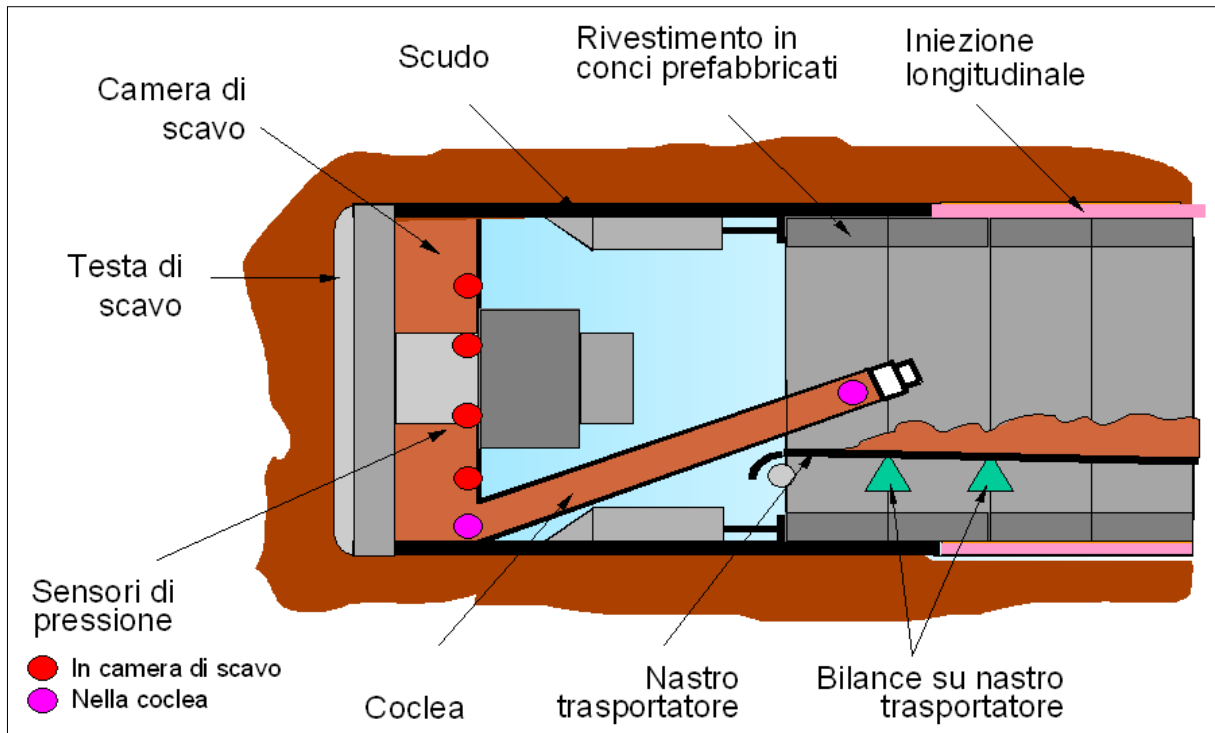 Scudo
Rivestimento in
conci prefabbricati
Iniezione
longitudinale
Camera di
scavo
Testa di
scavo
Sensori di
pressione
In camera di scavo
Nella coclea
Coclea
Nastro
trasportatore
Bilance su nastro
trasportatore